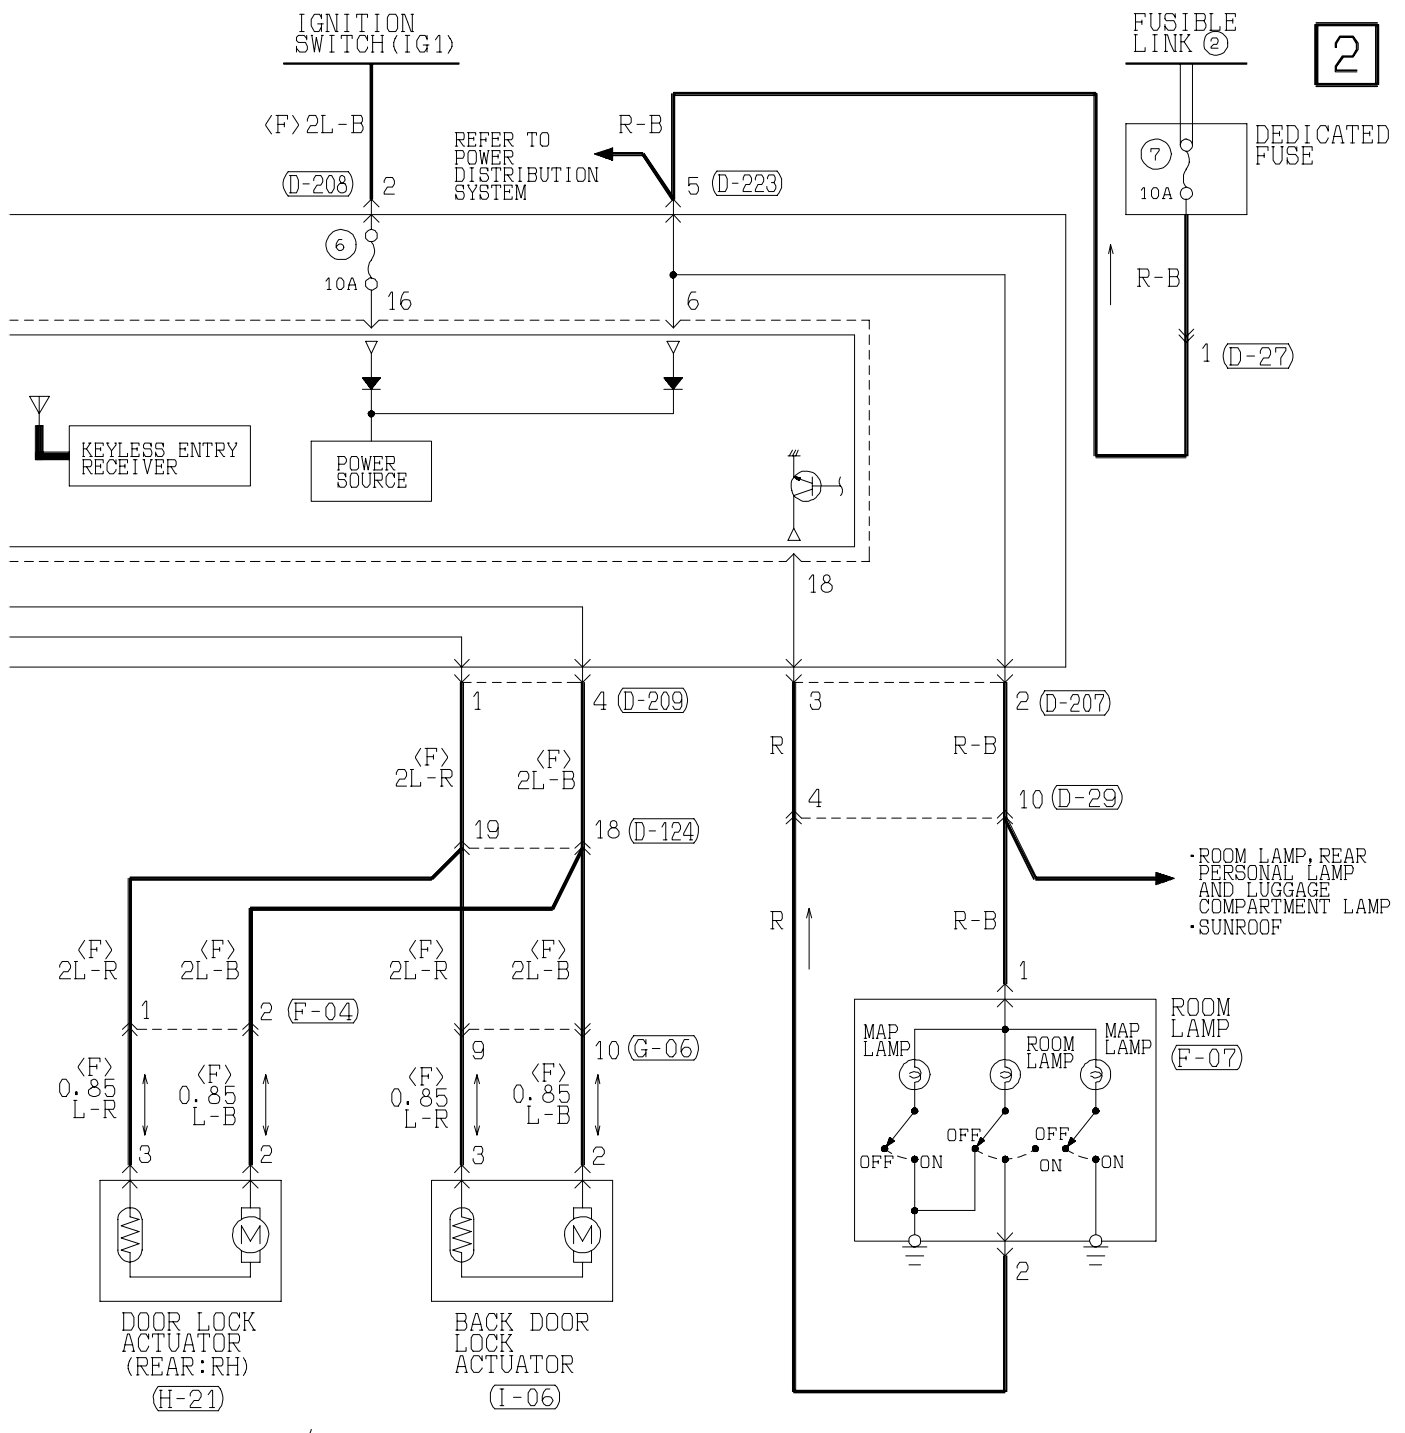 IGNITION
SWITCH(IG1)
FUSIBLE
LINK ②
2
<F>2L-B
R-B
REFER TO
POWER
DISTRIBUTION
SYSTEM
DEDICATED
FUSE
7
10A
D-208
2
5
D-223
6
10A
16
6
R-B
1
D-27
KEYLESS ENTRY
RECEIVER
POWER
SOURCE
18
1
4
D-209
3
2
D-207
<F>
2L-R
<F>
2L-B
R
R-B
19
18
D-124
4
10
D-29
·ROOM LAMP,REAR
PERSONAL LAMP
AND LUGGAGE
COMPARTMENT LAMP
·SUNROOF
<F>
2L-R
<F>
2L-B
<F>
2L-R
<F>
2L-B
R
R-B
1
1
2
F-04
9
10
G-06
ROOM
LAMP
F-07
MAP
LAMP
ROOM
LAMP
MAP
LAMP
<F>
0.85
L-R
<F>
0.85
L-B
<F>
0.85
L-R
<F>
0.85
L-B
OFF
ON
OFF
ON
OFF
ON
3
2
3
2
2
DOOR LOCK
ACTUATOR
(REAR:RH)
H-21
M
BACK DOOR
LOCK
ACTUATOR
I-06
M